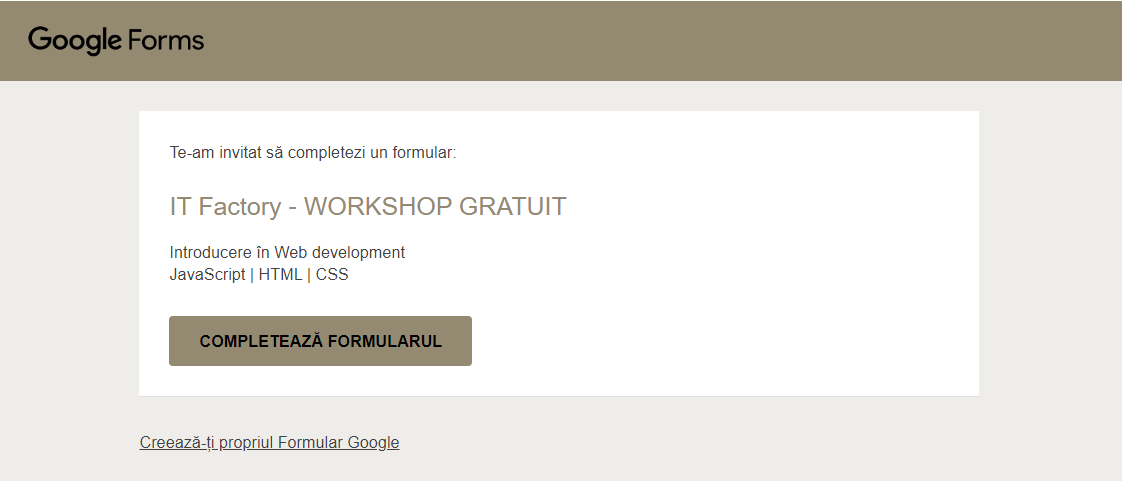 Google Forms
Te-am invitat să completezi un formular:
IT Factory - WORKSHOP GRATUIT
Introducere în Web development
JavaScript | HTML | CSS
COMPLETEAZĂ FORMULARUL
Creează-ți propriul Formular Google